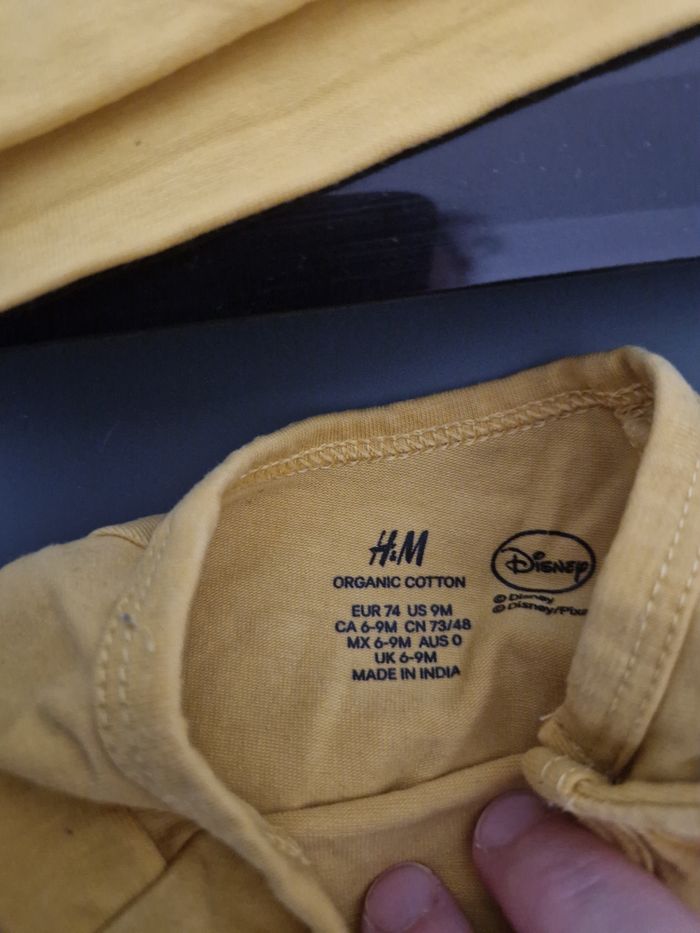 H&M
ORGANIC COTTON
EUR 74 US 9M
CA 6-9M CN 73/48
MX 6-9M AUS 0
UK 6-9M
MADE IN INDIA
Disney
© Disney
© Disney/Pixa